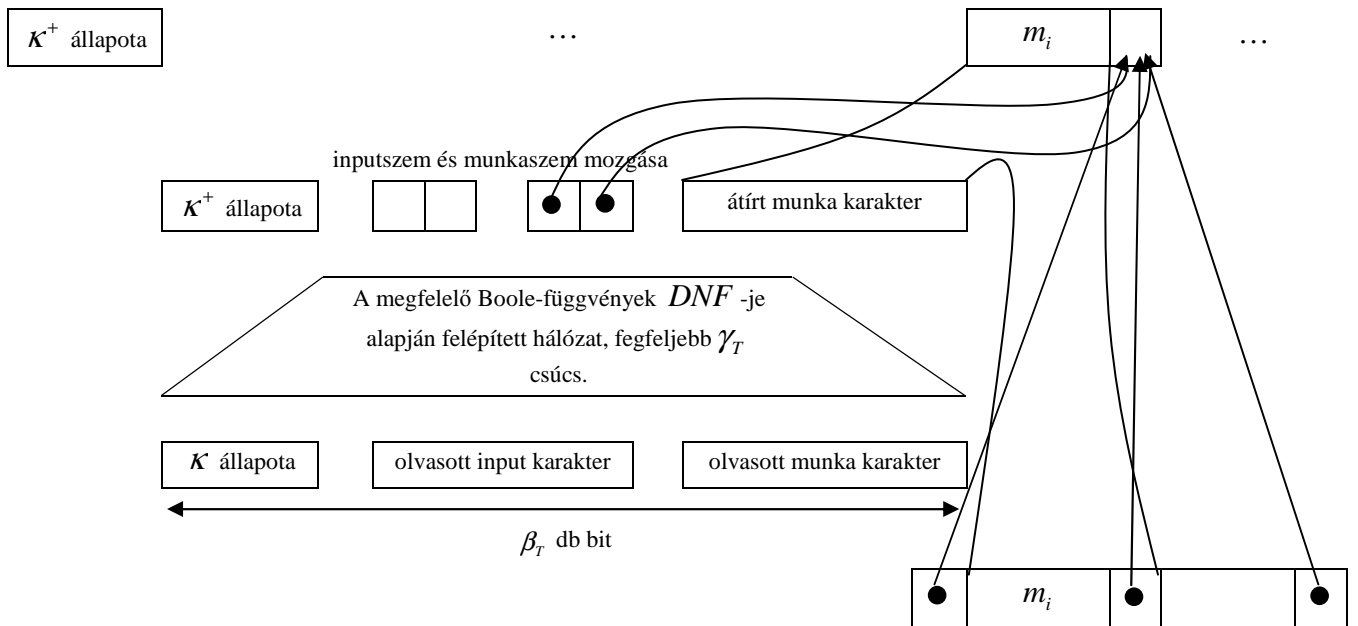 κ⁺ állapota
...
mᵢ
...
inputszem és munkaszem mozgása
κ⁺ állapota
átírt munka karakter
A megfelelő Boole-függvények DNF -je
alapján felépített hálózat, fegfeljebb γ_T
csúcs.
κ állapota
olvasott input karakter
olvasott munka karakter
β_T db bit
mᵢ